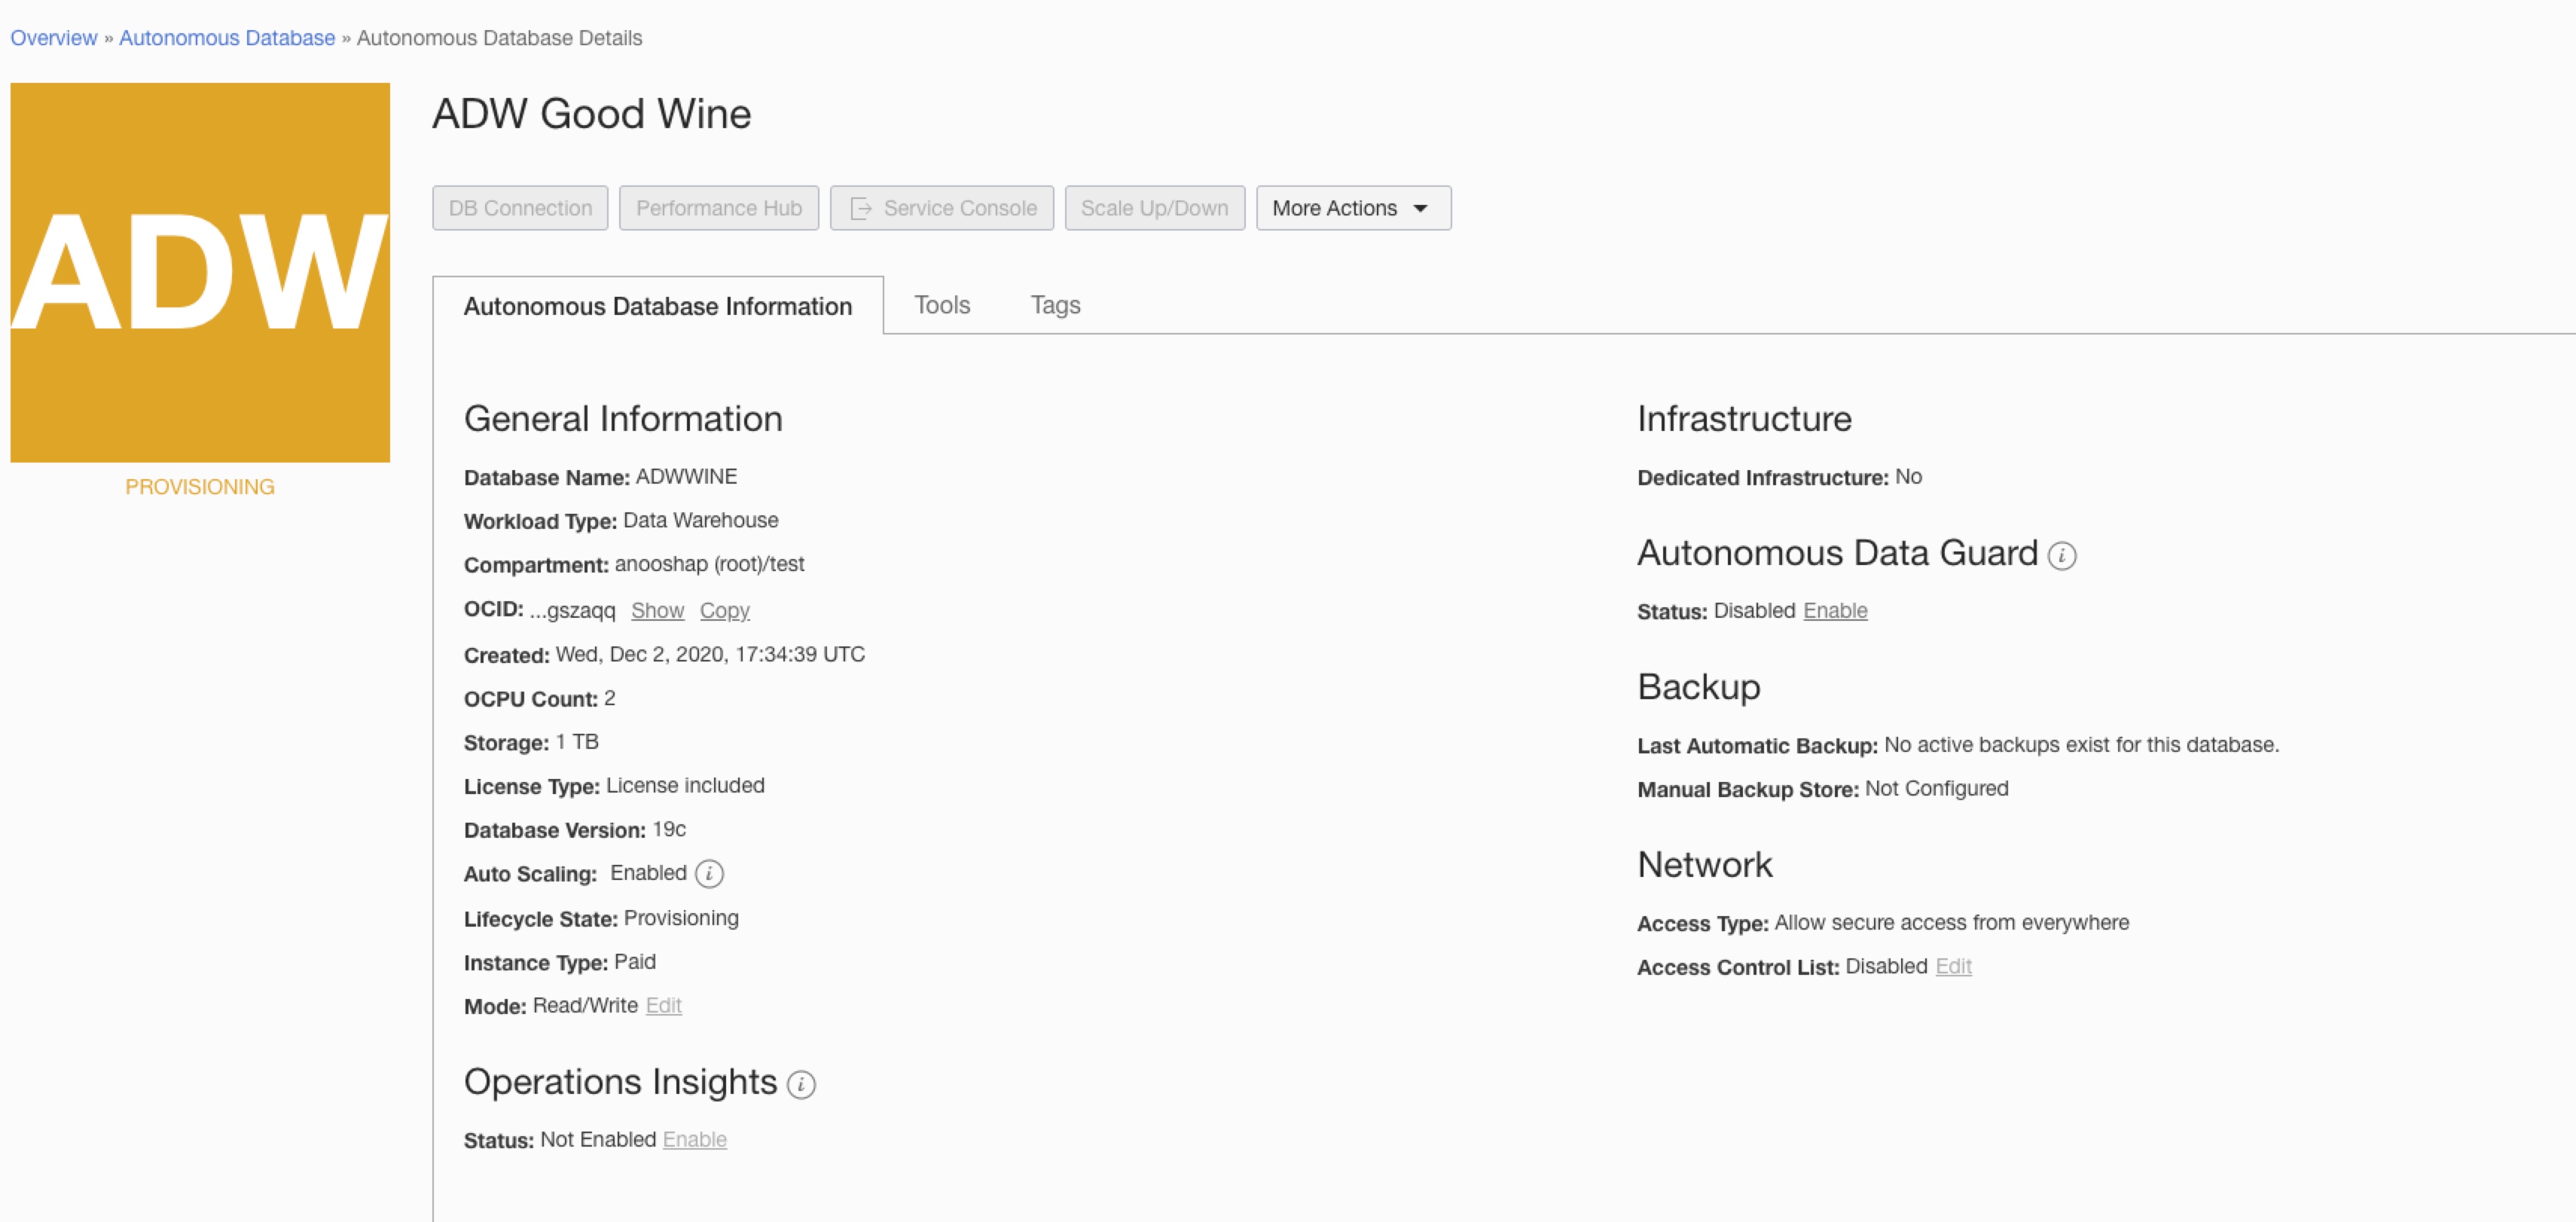 Overview » Autonomous Database » Autonomous Database Details
ADW
PROVISIONING
ADW Good Wine
DB Connection Performance Hub Service Console Scale Up/Down More Actions
Autonomous Database Information Tools Tags
General Information
Database Name: ADWWINE
Workload Type: Data Warehouse
Compartment: anooshap (root)/test
OCID: ...gszaqq Show Copy
Created: Wed, Dec 2, 2020, 17:34:39 UTC
OCPU Count: 2
Storage: 1 TB
License Type: License included
Database Version: 19c
Auto Scaling: Enabled i
Lifecycle State: Provisioning
Instance Type: Paid
Mode: Read/Write Edit
Operations Insights i
Status: Not Enabled Enable
Infrastructure
Dedicated Infrastructure: No
Autonomous Data Guard i
Status: Disabled Enable
Backup
Last Automatic Backup: No active backups exist for this database.
Manual Backup Store: Not Configured
Network
Access Type: Allow secure access from everywhere
Access Control List: Disabled Edit